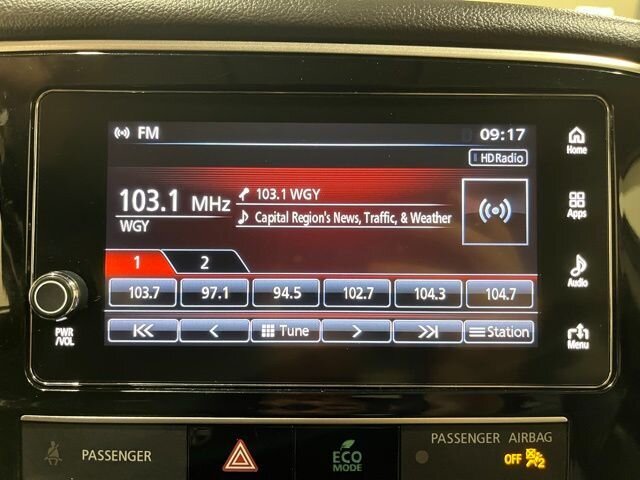 FM 09:17
HD Radio
Home
103.1 MHz 103.1 WGY
WGY Capital Region's News, Traffic, & Weather
Apps
1 2
Audio
103.7 97.1 94.5 102.7 104.3 104.7
PWR
/VOL
Tune Station
Menu
PASSENGER ECO
MODE PASSENGER AIRBAG
OFF 2